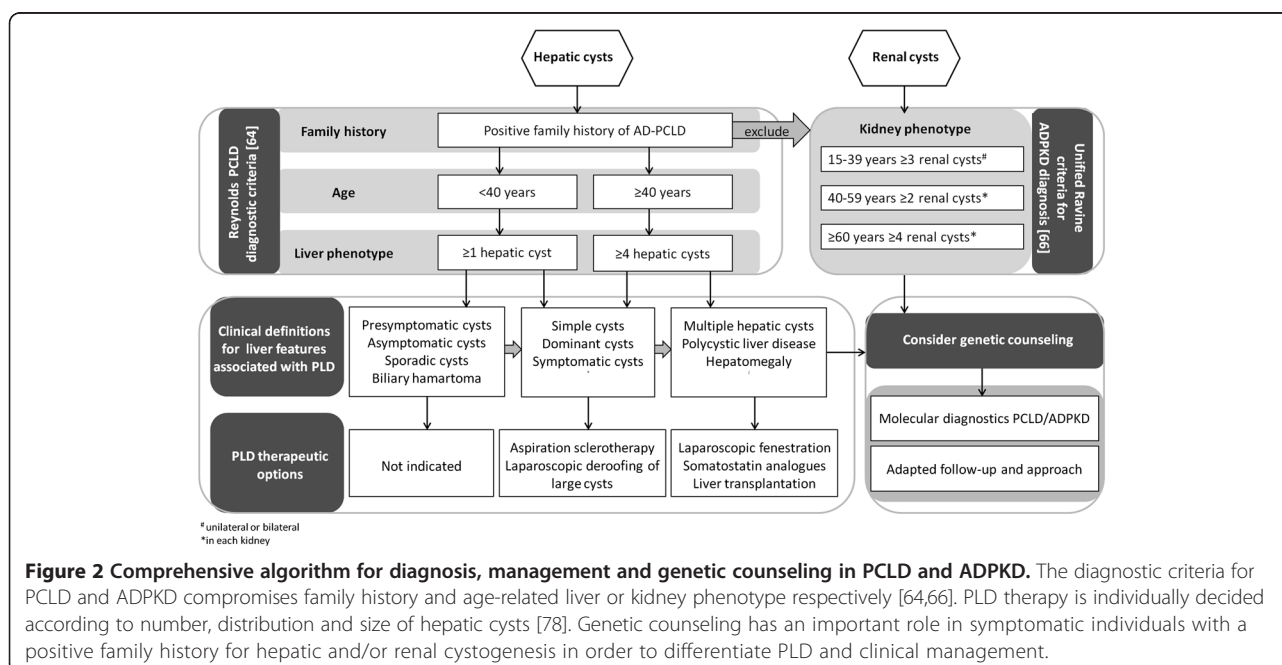 Hepatic cysts
Renal cysts
Reynolds PCLD
diagnostic criteria [64]
Family history
Positive family history of AD-PCLD
exclude
Age
<40 years
≥40 years
Liver phenotype
≥1 hepatic cyst
≥4 hepatic cysts
Kidney phenotype
15-39 years ≥3 renal cysts#
40-59 years ≥2 renal cysts*
≥60 years ≥4 renal cysts*
Unified Ravine
criteria for
ADPKD diagnosis [66]
Clinical definitions
for liver features
associated with PLD
Presymptomatic cysts
Asymptomatic cysts
Sporadic cysts
Biliary hamartoma
Simple cysts
Dominant cysts
Symptomatic cysts
Multiple hepatic cysts
Polycystic liver disease
Hepatomegaly
Consider genetic counseling
Molecular diagnostics PCLD/ADPKD
Adapted follow-up and approach
PLD therapeutic
options
Not indicated
Aspiration sclerotherapy
Laparoscopic deroofing of
large cysts
Laparoscopic fenestration
Somatostatin analogues
Liver transplantation
# unilateral or bilateral
*in each kidney
Figure 2 Comprehensive algorithm for diagnosis, management and genetic counseling in PCLD and ADPKD. The diagnostic criteria for
PCLD and ADPKD compromises family history and age-related liver or kidney phenotype respectively [64,66]. PLD therapy is individually decided
according to number, distribution and size of hepatic cysts [78]. Genetic counseling has an important role in symptomatic individuals with a
positive family history for hepatic and/or renal cystogenesis in order to differentiate PLD and clinical management.